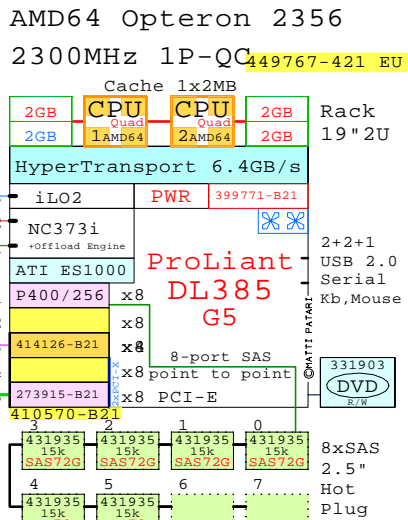 AMD64 Opteron 2356
2300MHz 1P-QC
449767-421 EU
Cache 1x2MB
2GB CPU CPU 2GB Rack
Quad Quad
2GB 1AMD64 2AMD64 2GB 19"2U
HyperTransport 6.4GB/s
iLO2 PWR 399771-B21
NC373i
+Offload Engine
ATI ES1000
ProLiant
DL385
G5
2+2+1
USB 2.0
Serial
Kb,Mouse
©MATTI PATARI
P400/256 x8
x8
414126-B21
8-port SAS
x8 point to point
2xPCI-X
273915-B21 x8 PCI-E
410570-B21
331903
DVD
R/W
3 2 1 0
431935 431935 431935 431935
15k 15k 15k 15k
SAS72G SAS72G SAS72G SAS72G
8xSAS
2.5"
Hot
Plug
4 5 6 7
431935 431935
15k 15k